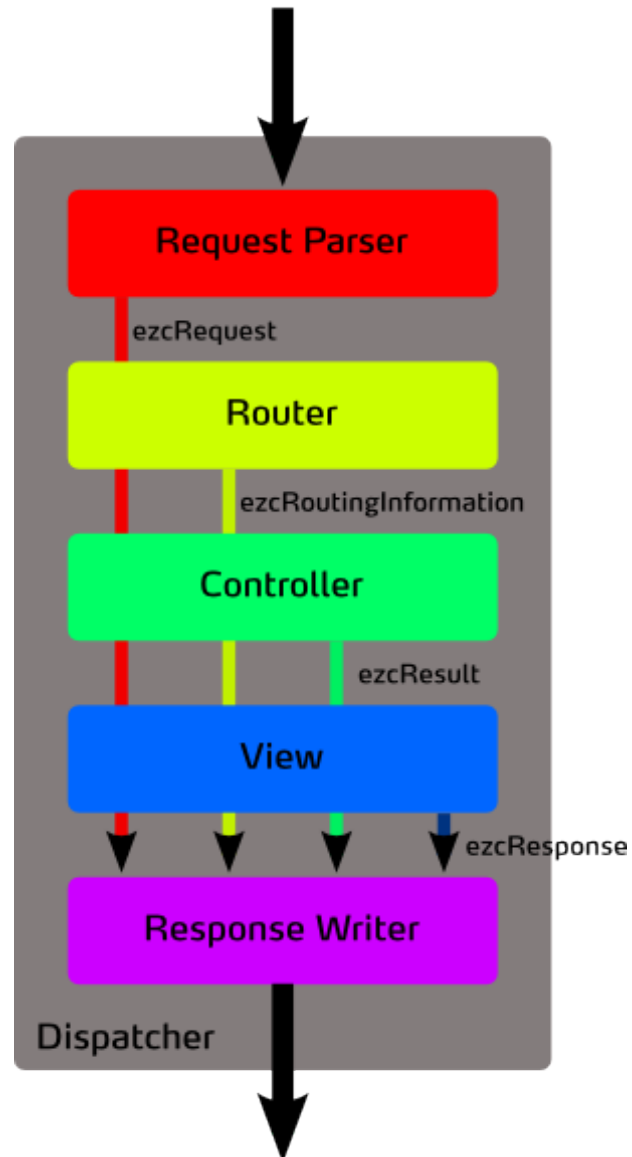 Request Parser
ezcRequest
Router
ezcRoutingInformation
Controller
ezcResult
View
ezcResponse
Response Writer
Dispatcher